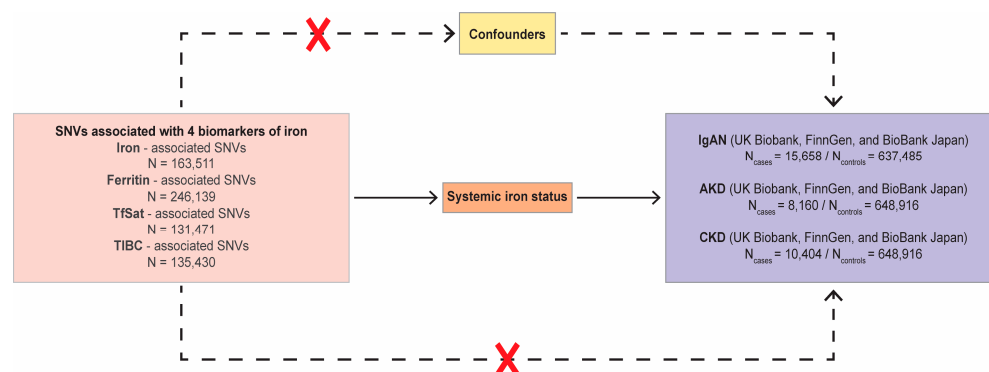 Confounders
SNVs associated with 4 biomarkers of iron
Iron - associated SNVs
N = 163,511
Ferritin - associated SNVs
N = 246,139
TfSat - associated SNVs
N = 131,471
TIBC - associated SNVs
N = 135,430
Systemic iron status
IgAN (UK Biobank, FinnGen, and BioBank Japan)
Ncases = 15,658 / Ncontrols = 637,485
AKD (UK Biobank, FinnGen, and BioBank Japan)
Ncases = 8,160 / Ncontrols = 648,916
CKD (UK Biobank, FinnGen, and BioBank Japan)
Ncases = 10,404 / Ncontrols = 648,916